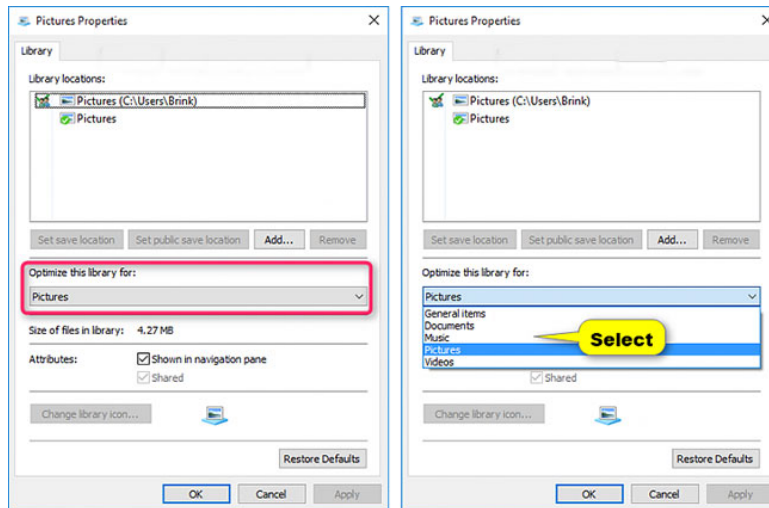 Pictures Properties
Library
Library locations:
Pictures (C:\Users\Brink)
Pictures
Set save location Set public save location Add... Remove
Optimize this library for:
Pictures
Size of files in library: 4.27 MB
Attributes: Shown in navigation pane
Shared
Change library icon...
Restore Defaults
OK Cancel Apply
Pictures Properties
Library
Library locations:
Pictures (C:\Users\Brink)
Pictures
Set save location Set public save location Add... Remove
Optimize this library for:
Pictures
General items
Documents
Music
Select
Pictures
Videos
Shared
Change library icon...
Restore Defaults
OK Cancel Apply